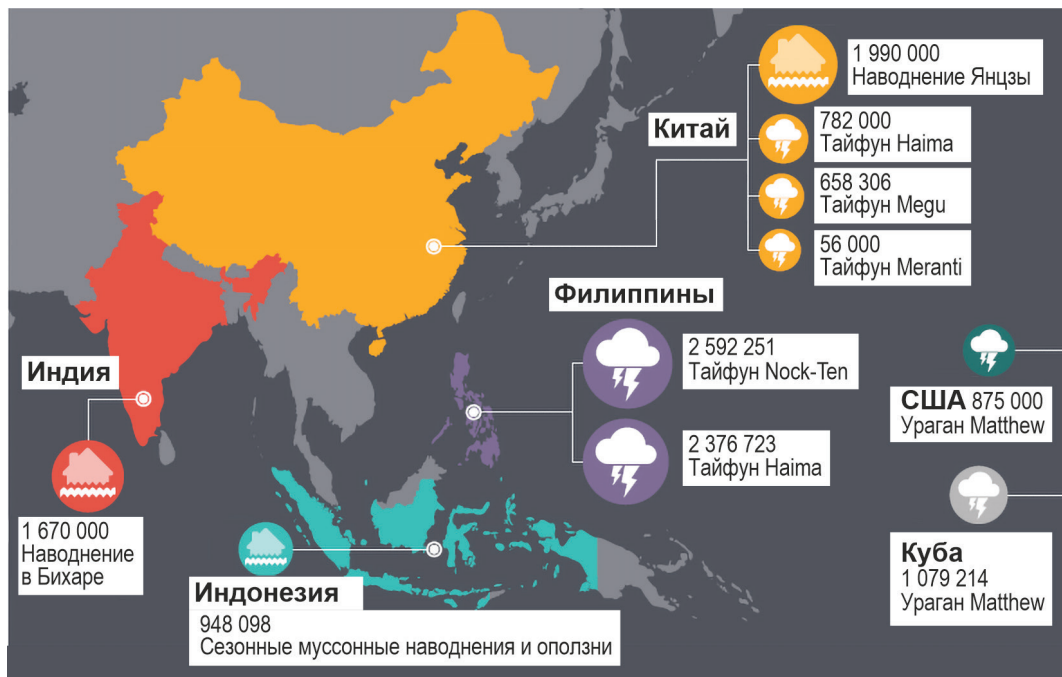 Китай
1 990 000
Наводнение Янцзы
782 000
Тайфун Haima
658 306
Тайфун Megu
56 000
Тайфун Meranti
Филиппины
2 592 251
Тайфун Nock-Ten
2 376 723
Тайфун Haima
Индия
1 670 000
Наводнение
в Бихаре
Индонезия
948 098
Сезонные муссонные наводнения и оползни
США 875 000
Ураган Matthew
Куба
1 079 214
Ураган Matthew